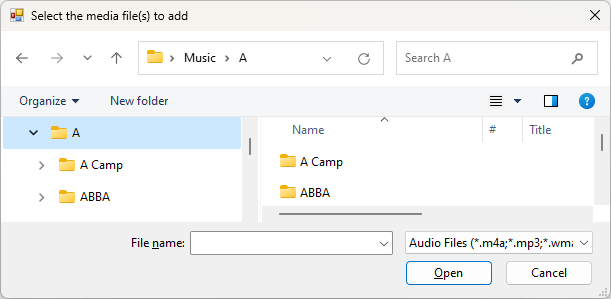 Select the media file(s) to add
Music A
Search A
Organize New folder
A
A Camp
ABBA
Name # Title
A Camp
ABBA
File name: Audio Files (*.m4a;*.mp3;*.wma
Open Cancel